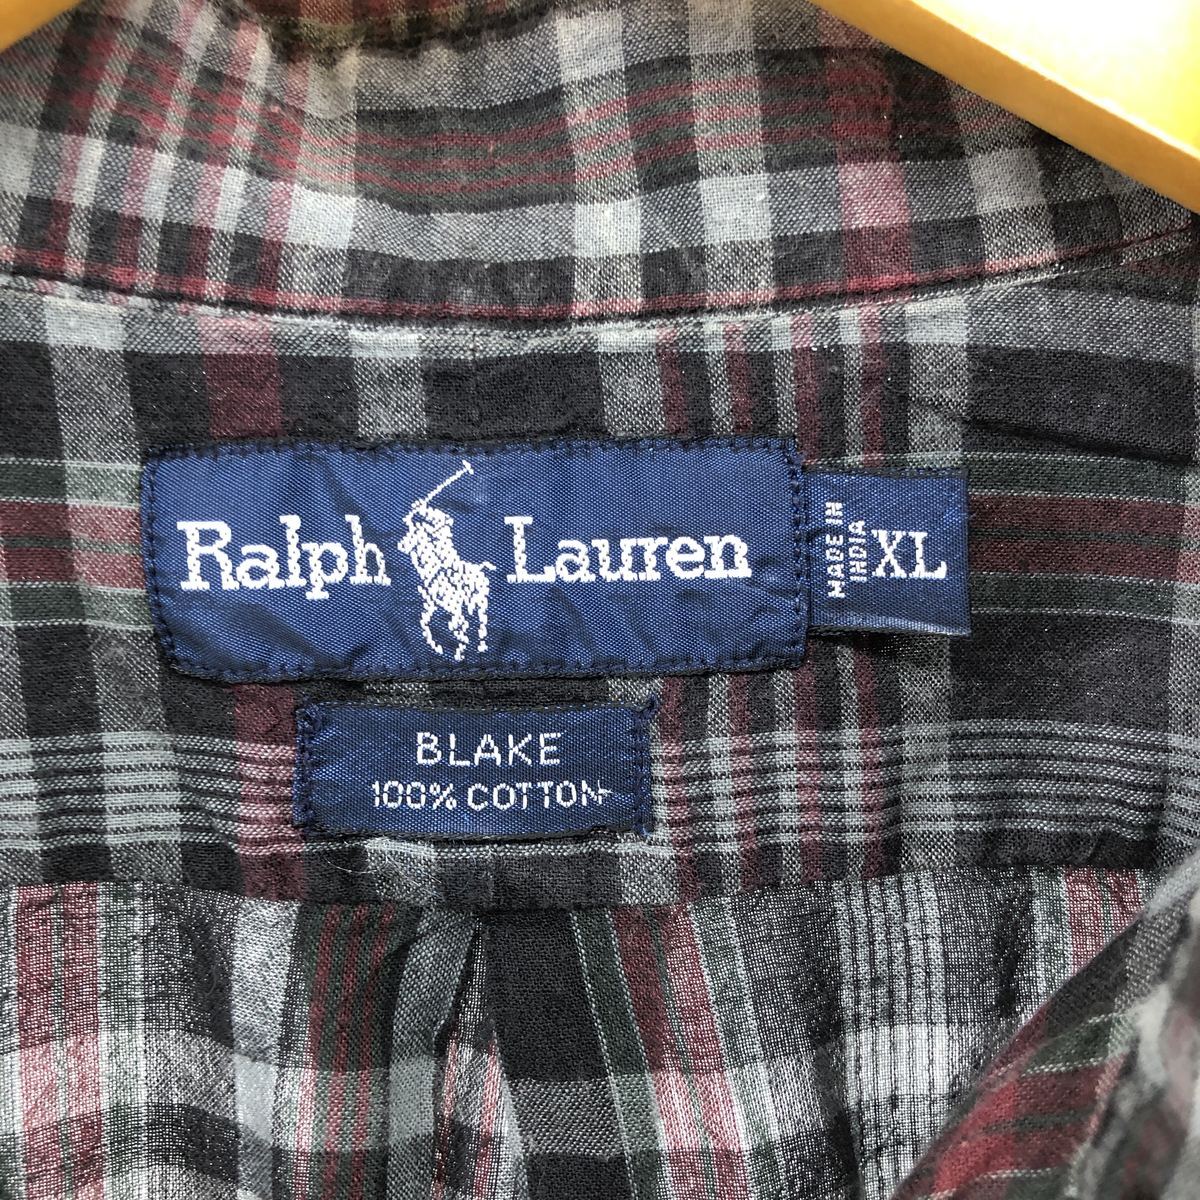 Ralph Lauren
MADE IN
INDIA
XL
BLAKE
100% COTTON